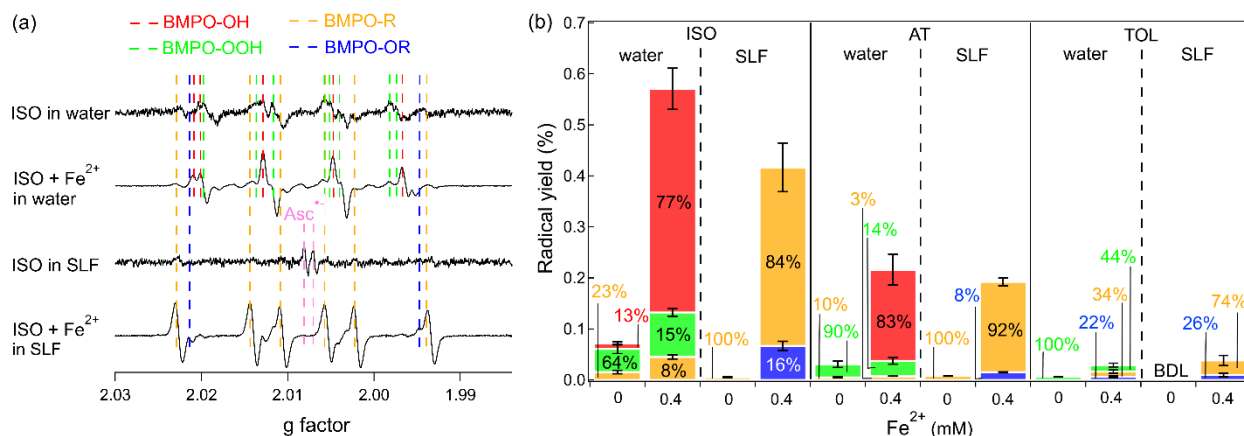 (a)
BMPO-OH
BMPO-R
BMPO-OOH
BMPO-OR
ISO in water
ISO + Fe²⁺
in water
Asc•−
ISO in SLF
ISO + Fe²⁺
in SLF
2.03
2.02
2.01
2.00
1.99
g factor
(b)
Radical yield (%)
0.7
0.6
0.5
0.4
0.3
0.2
0.1
0.0
ISO
AT
TOL
water
SLF
water
SLF
water
SLF
23%
13%
64%
77%
15%
8%
100%
84%
16%
10%
90%
3%
14%
83%
100%
8%
92%
100%
22%
34%
44%
BDL
26%
74%
0
0.4
0
0.4
0
0.4
0
0.4
0
0.4
0
0.4
Fe²⁺ (mM)